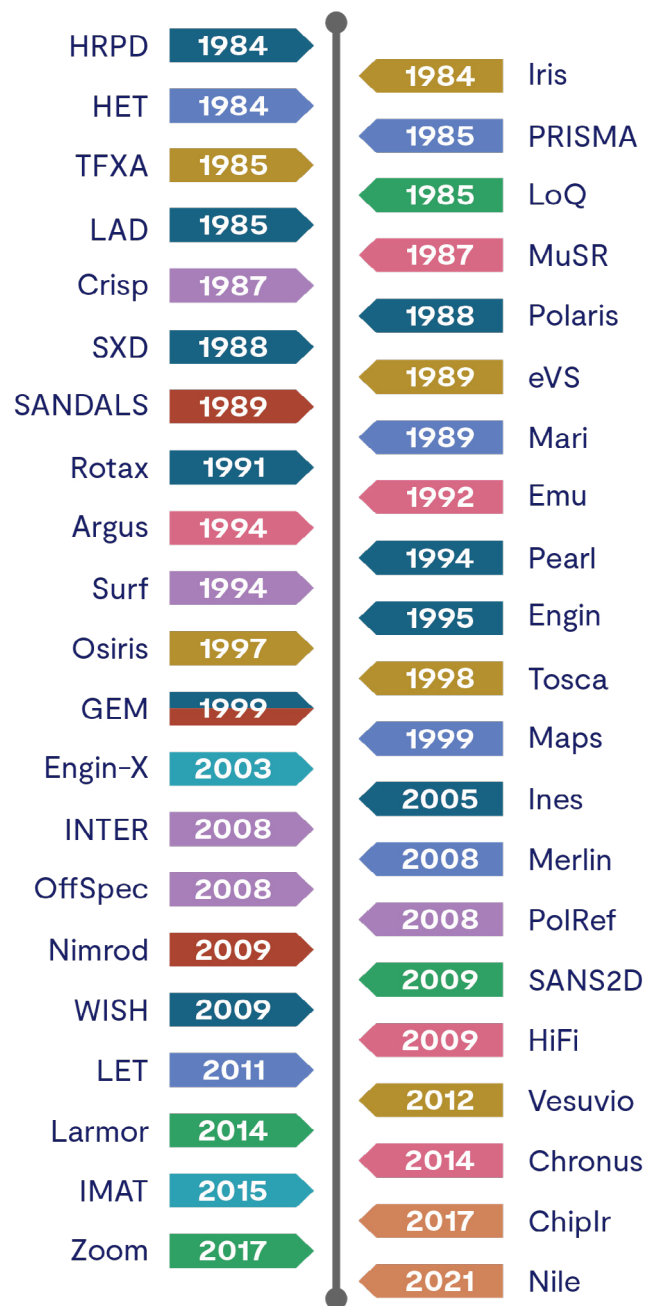 HRPD 1984
1984 Iris
HET 1984
1985 PRISMA
TFXA 1985
1985 LoQ
LAD 1985
1987 MuSR
Crisp 1987
1988 Polaris
SXD 1988
1989 eVS
SANDALS 1989
1989 Mari
Rotax 1991
1992 Emu
Argus 1994
1994 Pearl
Surf 1994
1995 Engin
Osiris 1997
1998 Tosca
GEM 1999
1999 Maps
Engin-X 2003
2005 Ines
INTER 2008
2008 Merlin
OffSpec 2008
2008 PolRef
Nimrod 2009
2009 SANS2D
WISH 2009
2009 HiFi
LET 2011
2012 Vesuvio
Larmor 2014
2014 Chronus
IMAT 2015
2017 ChipIr
Zoom 2017
2021 Nile